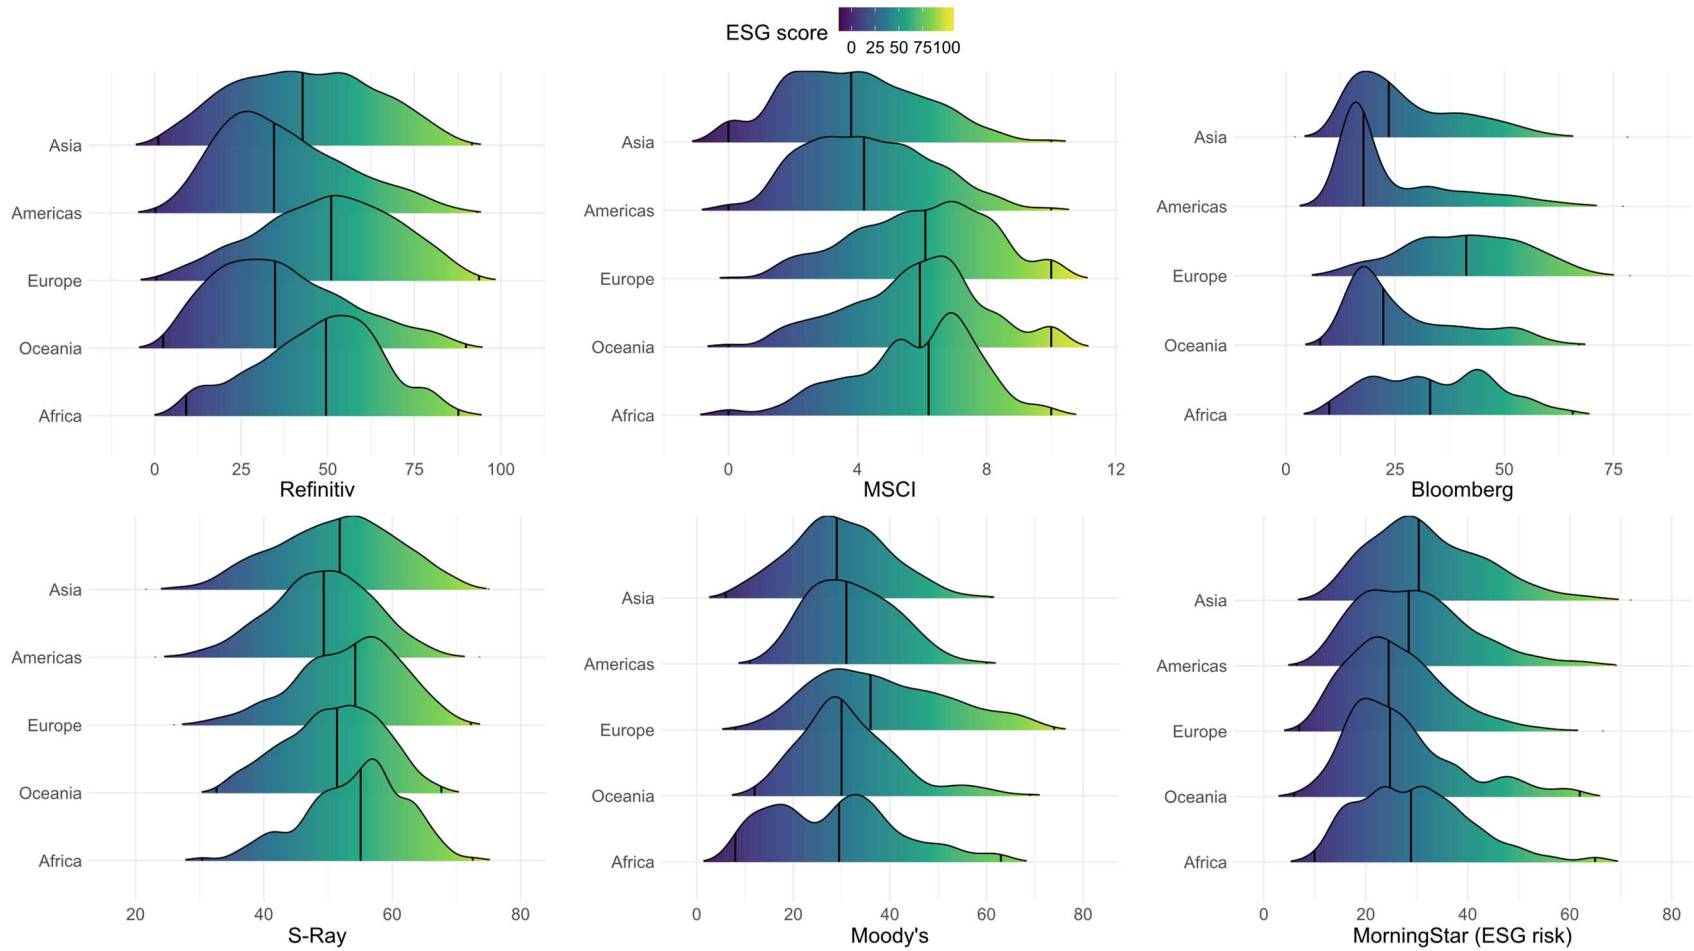 ESG score
0 25 50 75 100
Asia
Americas
Europe
Oceania
Africa
0 25 50 75 100
Refinitiv
Asia
Americas
Europe
Oceania
Africa
0 4 8 12
MSCI
Asia
Americas
Europe
Oceania
Africa
0 25 50 75
Bloomberg
Asia
Americas
Europe
Oceania
Africa
20 40 60 80
S-Ray
Asia
Americas
Europe
Oceania
Africa
0 20 40 60 80
Moody's
Asia
Americas
Europe
Oceania
Africa
0 20 40 60 80
MorningStar (ESG risk)